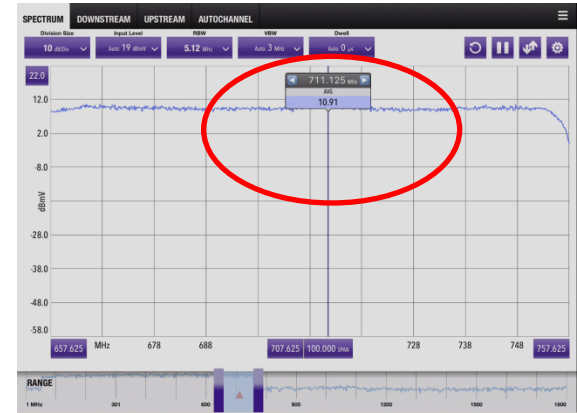 SPECTRUM DOWNSTREAM UPSTREAM AUTOCHANNEL
Division Size Input Level RBW VBW Dwell
10 dB/Div Auto: 19 dBmV 5.12 MHz Auto: 3 MHz Auto: 0 µs
22.0
711.125 MHz
AVG
10.91
12.0
2.0
-8.0
dBmV
-28.0
-38.0
-48.0
-58.0
657.625 MHz 678 688 707.625 100.000 SPAN 728 738 748 757.625
RANGE
1 MHz 301 600 900 1200 1500 1800